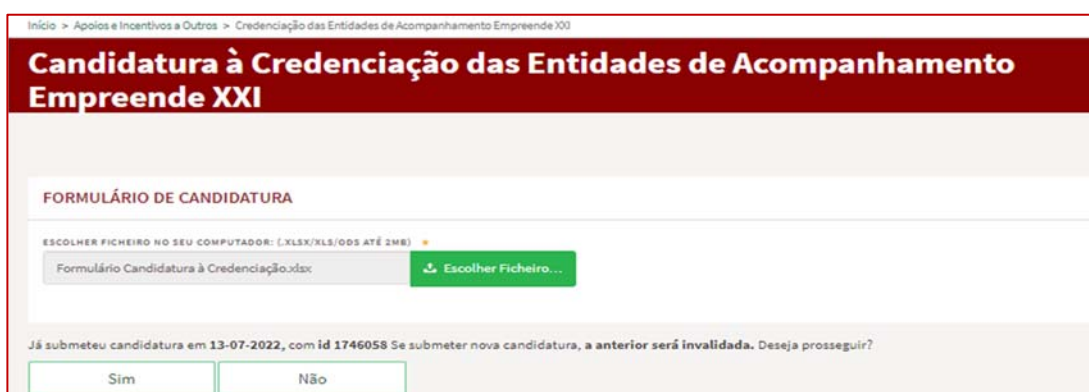 Início > Apoios e Incentivos a Outros > Credenciação das Entidades de Acompanhamento Empreende XXI
Candidatura à Credenciação das Entidades de Acompanhamento
Empreende XXI
FORMULÁRIO DE CANDIDATURA
ESCOLHER FICHEIRO NO SEU COMPUTADOR: (.XLSX/XLS/ODS ATÉ 2MB) *
Formulário Candidatura à Credenciação.xlsx Escolher Ficheiro...
Já submeteu candidatura em 13-07-2022, com id 1746058 Se submeter nova candidatura, a anterior será invalidada. Deseja prosseguir?
Sim Não